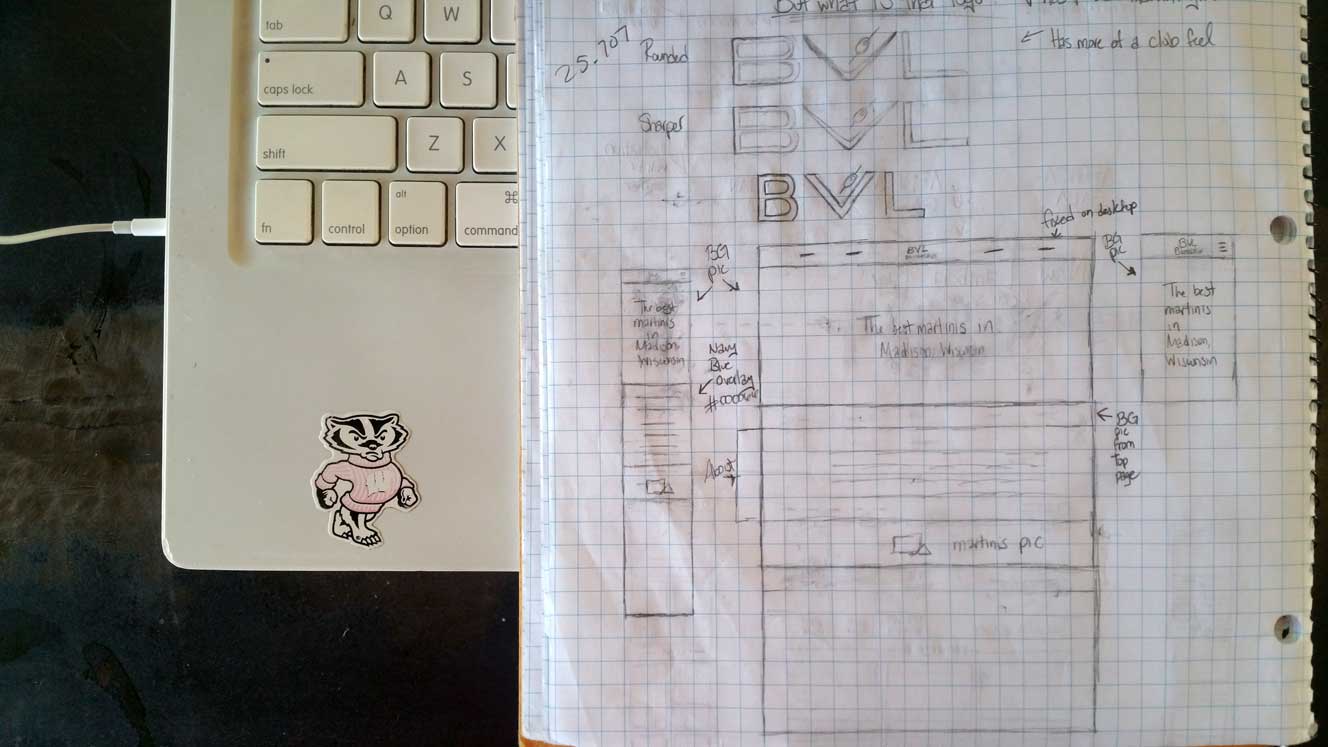 tab
Q
W
caps lock
A
S
shift
Z
X
fn
control
alt
option
⌘
command
But what is that logo?
25.707
Rounded
BVL
← Has more of a club feel
Sharper
BVL
BVL
fixed on desktop
BG
pic
BVL
The best
martinis
in
Madison,
Wisconsin
BG
pic
BVL
The best martinis in
Madison, Wisconsin
BVL
The best
martinis
in
Madison,
Wisconsin
Navy
Blue
overlay
About
BG
pic
from
top
page
martinis pic